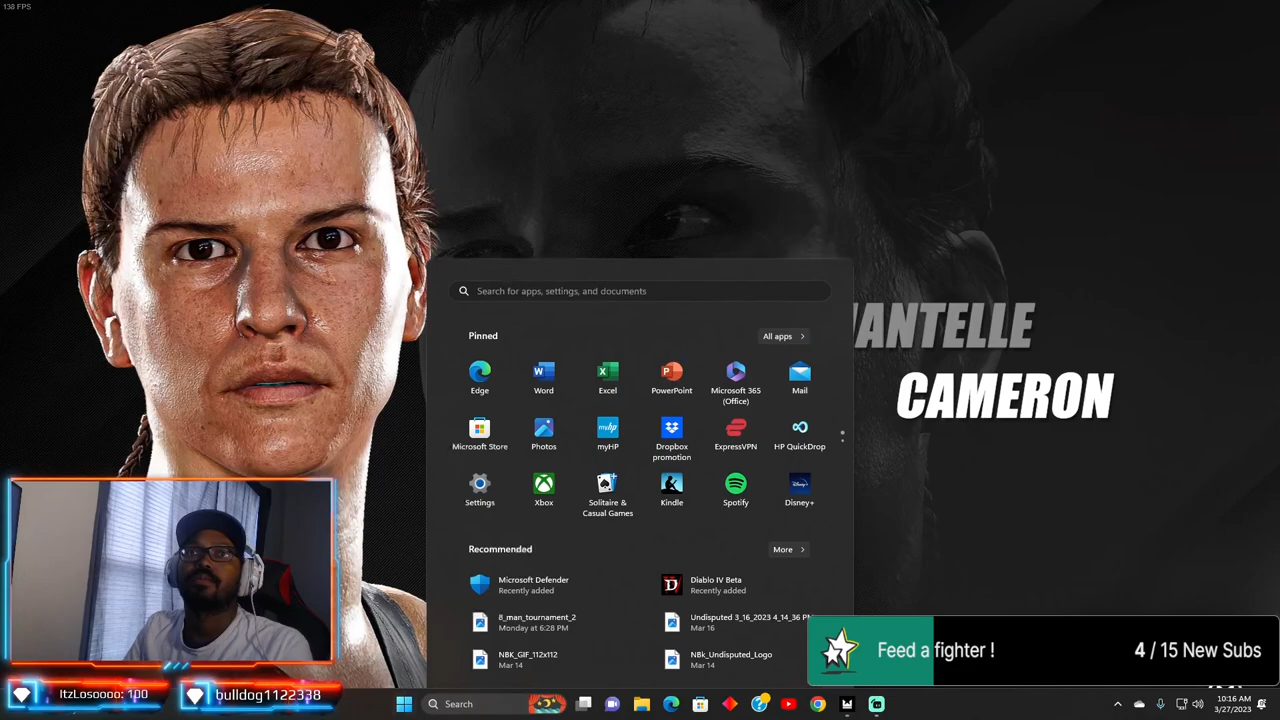 138 FPS
Search for apps, settings, and documents
Pinned
All apps
Edge
Word
Excel
PowerPoint
Microsoft 365
(Office)
Mail
Microsoft Store
Photos
myHP
Dropbox
promotion
ExpressVPN
HP QuickDrop
Settings
Xbox
Solitaire &
Casual Games
Kindle
Spotify
Disney+
ANTELLE
CAMERON
Recommended
More
Microsoft Defender
Recently added
Diablo IV Beta
Recently added
8_man_tournament_2
Monday at 6:28 PM
Undisputed 3_16_2023 4_14_36 PM
Mar 16
NBK_GIF_112x112
Mar 14
NBk_Undisputed_Logo
Mar 14
Feed a fighter !
4 / 15 New Subs
ItzLosoooo: 100
bulldog1122338
Search
10:16 AM
3/27/2023